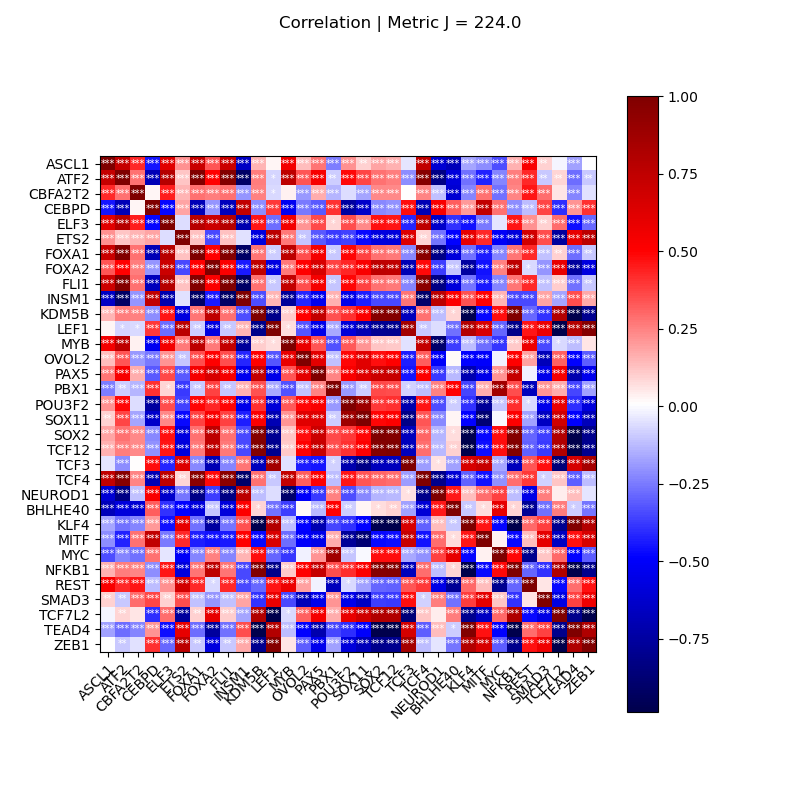 Correlation | Metric J = 224.0
ASCL1
ATF2
CBFA2T2
CEBPD
ELF3
ETS2
FOXA1
FOXA2
FLI1
INSM1
KDM5B
LEF1
MYB
OVOL2
PAX5
PBX1
POU3F2
SOX11
SOX2
TCF12
TCF3
TCF4
NEUROD1
BHLHE40
KLF4
MITF
MYC
NFKB1
REST
SMAD3
TCF7L2
TEAD4
ZEB1
ASCL1
ATF2
CBFA2T2
CEBPD
ELF3
ETS2
FOXA1
FOXA2
FLI1
INSM1
KDM5B
LEF1
MYB
OVOL2
PAX5
PBX1
POU3F2
SOX11
SOX2
TCF12
TCF3
TCF4
NEUROD1
BHLHE40
KLF4
MITF
MYC
NFKB1
REST
SMAD3
TCF7L2
TEAD4
ZEB1
1.00
0.75
0.50
0.25
0.00
−0.25
−0.50
−0.75